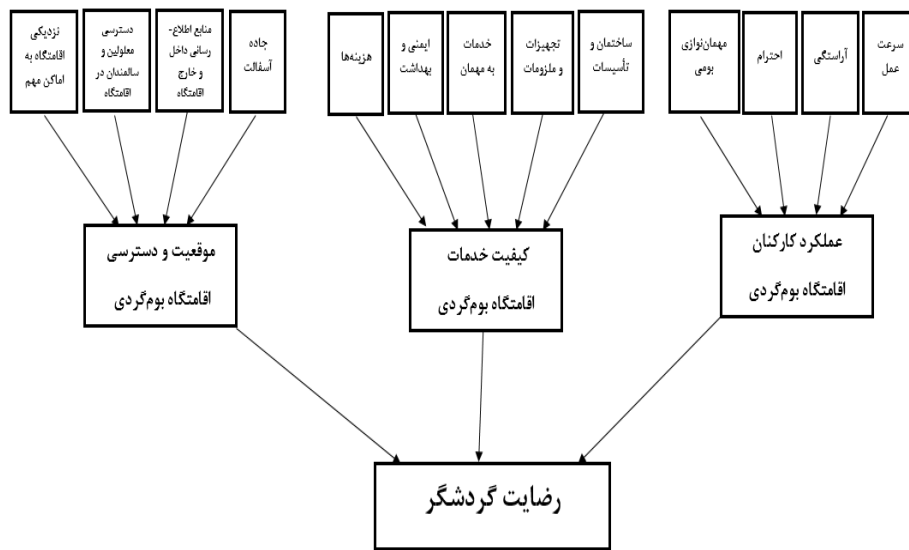 سرعت
عمل
آراستگی
احترام
مهمان‌نوازی
بومی
ساختمان و
تأسیسات
تجهیزات
و ملزومات
خدمات
به مهمان
ایمنی و
بهداشت
هزینه‌ها
جاده
آسفالت
منابع اطلاع-
رسانی داخل
و خارج
اقامتگاه
دسترسی
معلولین و
سالمندان در
اقامتگاه
نزدیکی
اقامتگاه به
اماکن مهم
عملکرد کارکنان
اقامتگاه بوم‌گردی
کیفیت خدمات
اقامتگاه بوم‌گردی
موقعیت و دسترسی
اقامتگاه بوم‌گردی
رضایت گردشگر